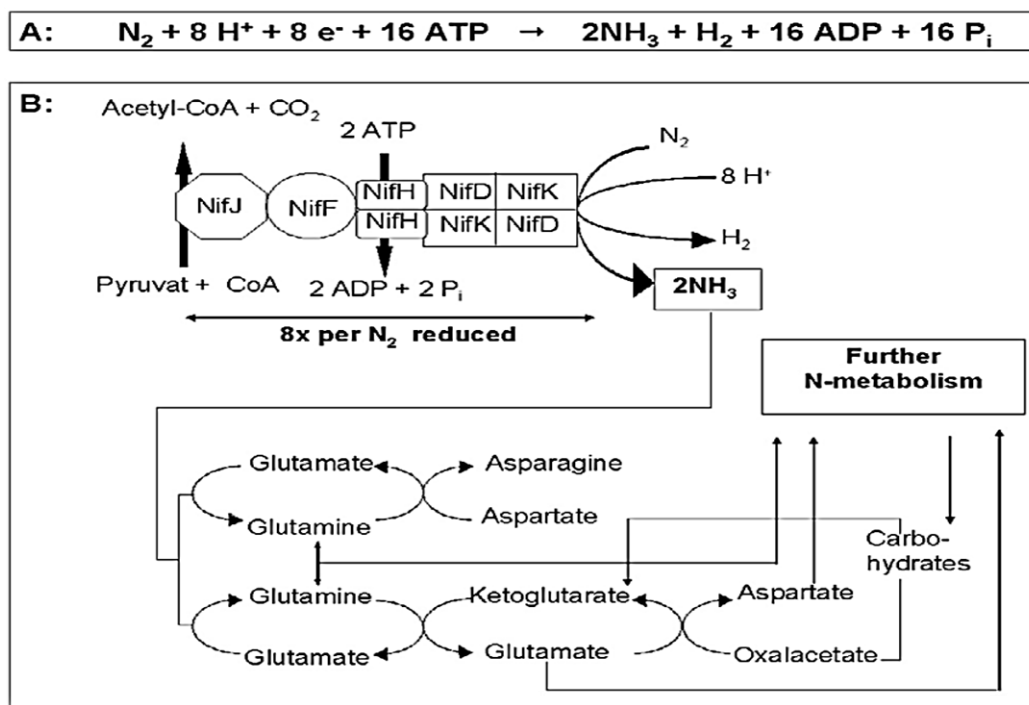 A: N₂ + 8 H⁺ + 8 e⁻ + 16 ATP → 2NH₃ + H₂ + 16 ADP + 16 Pᵢ
B:
Acetyl-CoA + CO₂
2 ATP
N₂
8 H⁺
NifJ
NifF
NifH NifD NifK
NifH NifK NifD
H₂
Pyruvat + CoA
2 ADP + 2 Pᵢ
2NH₃
8x per N₂ reduced
Further
N-metabolism
Glutamate
Asparagine
Glutamine
Aspartate
Carbo-
hydrates
Glutamine
Ketoglutarate
Aspartate
Glutamate
Glutamate
Oxalacetate